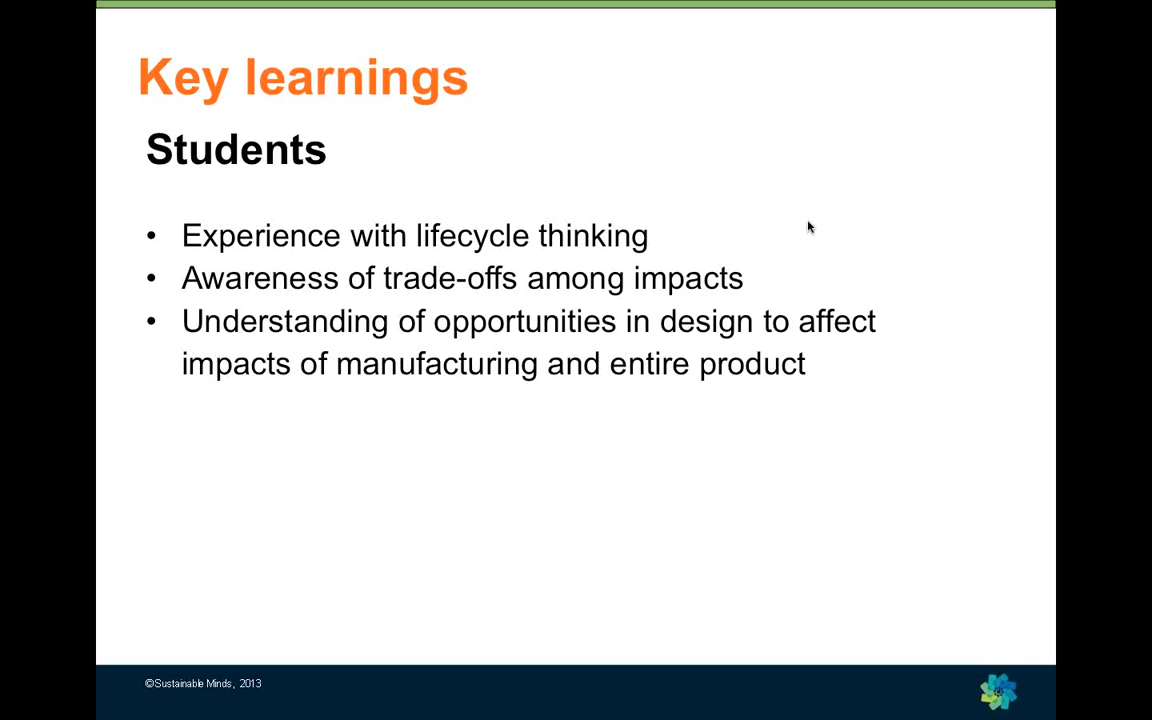 Key learnings
Students
• Experience with lifecycle thinking
• Awareness of trade-offs among impacts
• Understanding of opportunities in design to affect
impacts of manufacturing and entire product
©Sustainable Minds, 2013